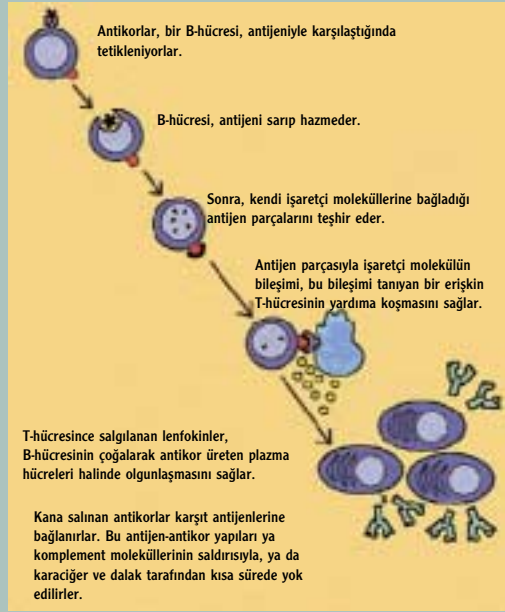 Antikorlar, bir B-hücresi, antijeniyle karşılaştığında
tetikleniyorlar.
B-hücresi, antijeni sarıp hazmeder.
Sonra, kendi işaretçi moleküllerine bağladığı
antijen parçalarını teşhir eder.
Antijen parçasıyla işaretçi molekülün
bileşimi, bu bileşimi tanıyan bir erişkin
T-hücresinin yardıma koşmasını sağlar.
T-hücresince salgılanan lenfokinler,
B-hücresinin çoğalarak antikor üreten plazma
hücreleri halinde olgunlaşmasını sağlar.
Kana salınan antikorlar karşıt antijenlerine
bağlanırlar. Bu antijen-antikor yapıları ya
komplement moleküllerinin saldırısıyla, ya da
karaciğer ve dalak tarafından kısa sürede yok
edilirler.